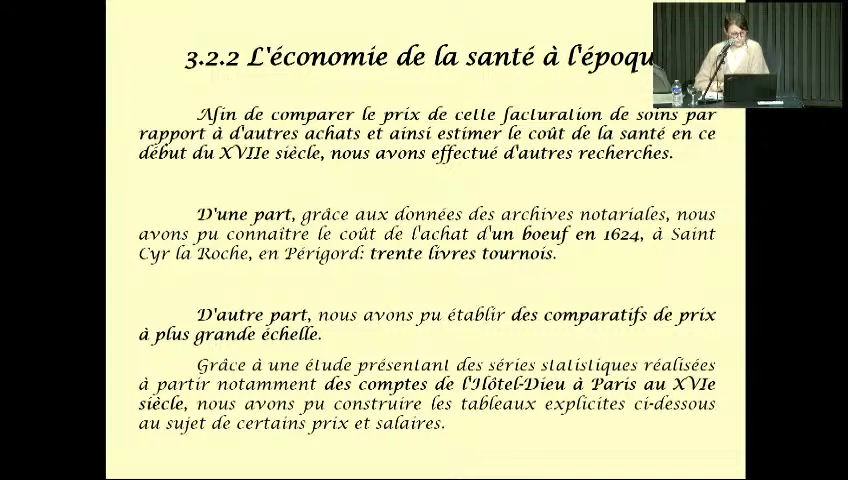 3.2.2 L'économie de la santé à l'époqu
Afin de comparer le prix de cette facturation de soins par
rapport à d'autres achats et ainsi estimer le coût de la santé en ce
début du XVIIe siècle, nous avons effectué d'autres recherches.
D'une part, grâce aux données des archives notariales, nous
avons pu connaître le coût de l'achat d'un boeuf en 1624, à Saint
Cyr la Roche, en Périgord: trente livres tournois.
D'autre part, nous avons pu établir des comparatifs de prix
à plus grande échelle.
Grâce à une étude présentant des séries statistiques réalisées
à partir notamment des comptes de l'Hôtel-Dieu à Paris au XVIe
siècle, nous avons pu construire les tableaux explicites ci-dessous
au sujet de certains prix et salaires.